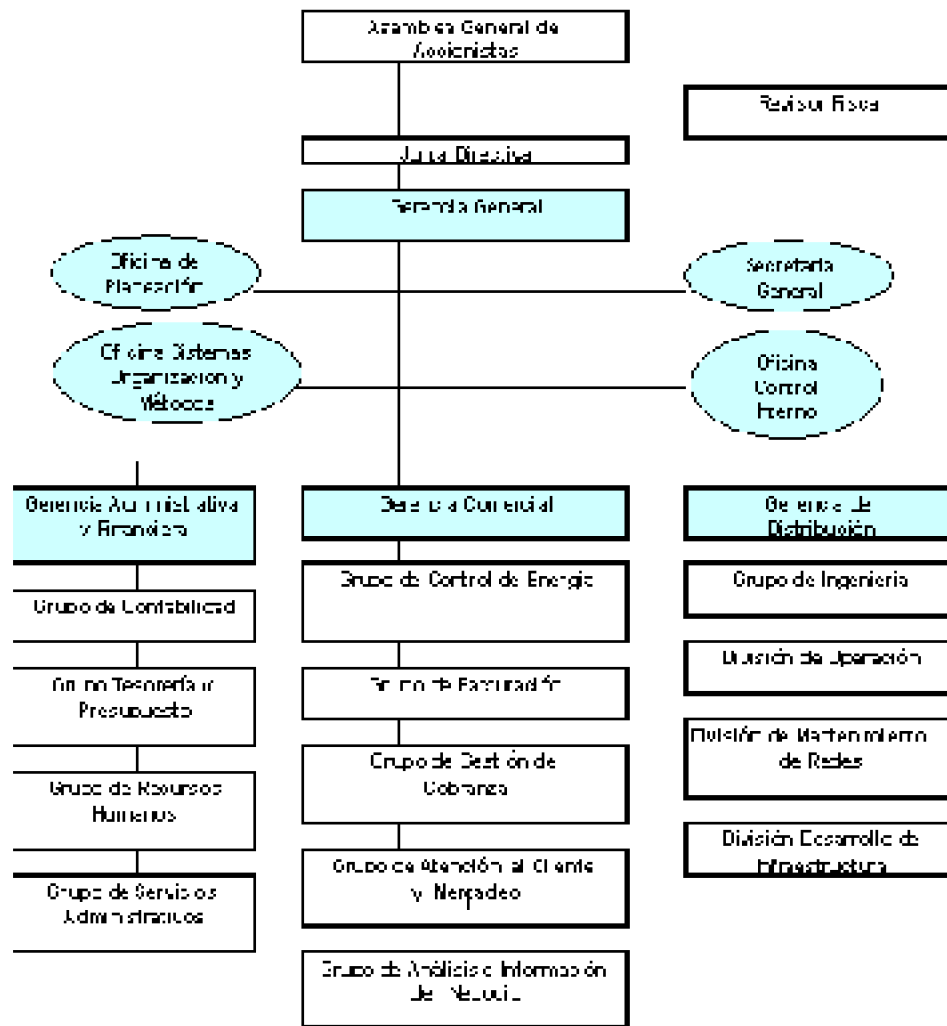 Asamblea General de
Accionistas
Revisor Fiscal
Junta Directiva
Gerencia General
Oficina de
Planeación
Secretaría
General
Oficina Sistemas
Organización y
Métodos
Oficina
Control
Interno
Gerencia Administrativa
y Financiera
Gerencia Comercial
Gerencia de
Distribución
Grupo de Contabilidad
Grupo de Control de Energía
Grupo de Ingeniería
Grupo Tesorería y
Presupuesto
Grupo de Facturación
División de Operación
Grupo de Recursos
Humanos
Grupo de Gestión de
Cobranza
División de Mantenimiento
de Redes
Grupo de Servicios
Administrativos
Grupo de Atención al Cliente
y Mercadeo
División Desarrollo de
Infraestructura
Grupo de Análisis e Información
del Negocio